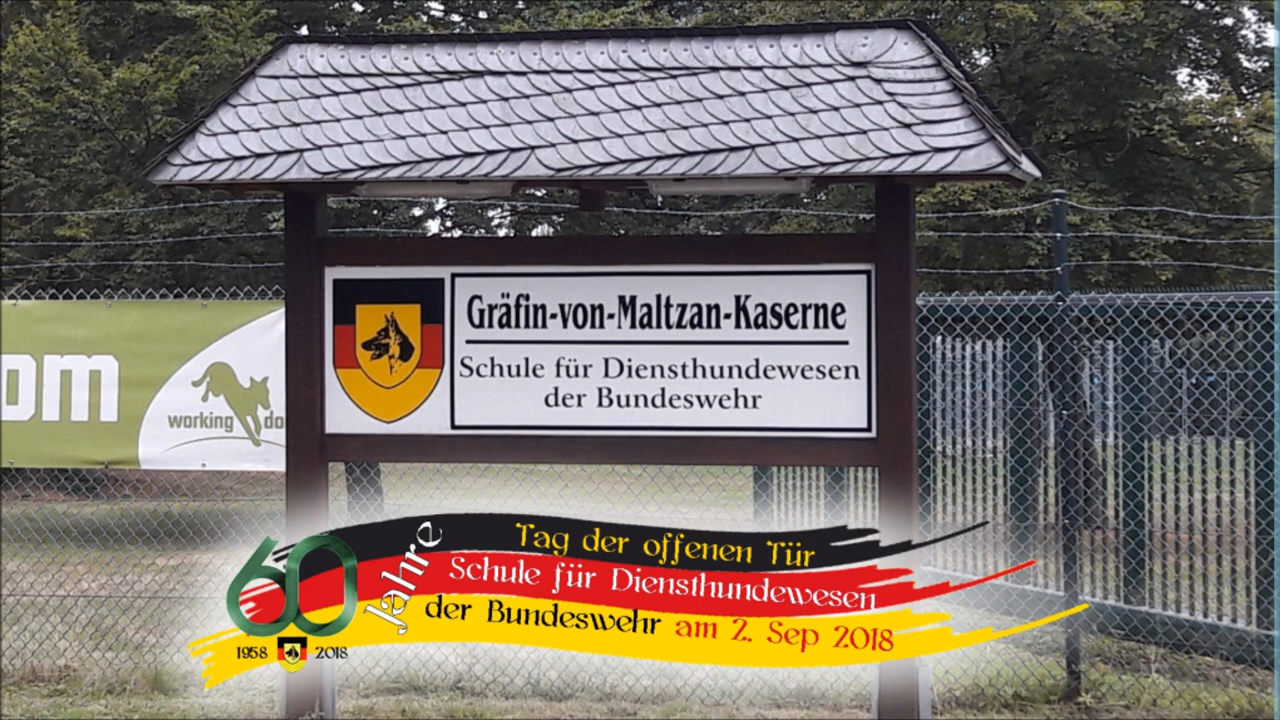 Gräfin-von-Maltzan-Kaserne
Schule für Diensthundewesen
der Bundeswehr
om
working do
60 Jahre
Tag der offenen Tür
Schule für Diensthundewesen
der Bundeswehr am 2. Sep 2018
1958 2018